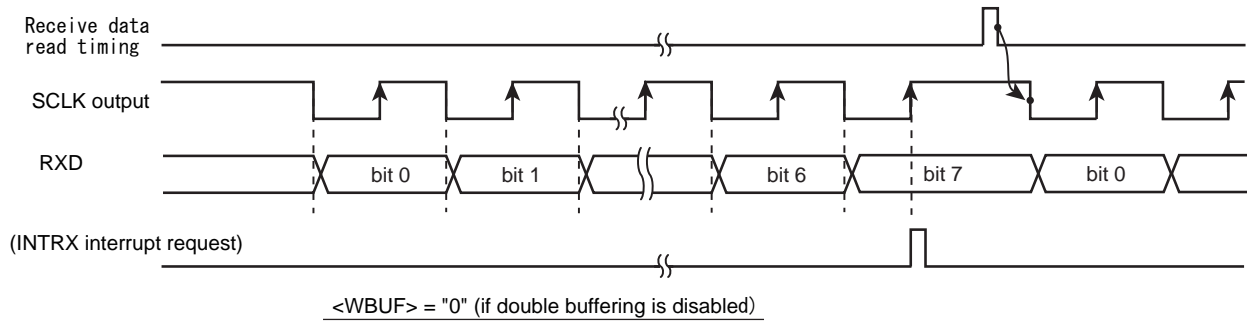 Receive data
read timing
SCLK output
RXD
bit 0
bit 1
bit 6
bit 7
bit 0
(INTRX interrupt request)
<WBUF> = "0" (if double buffering is disabled)